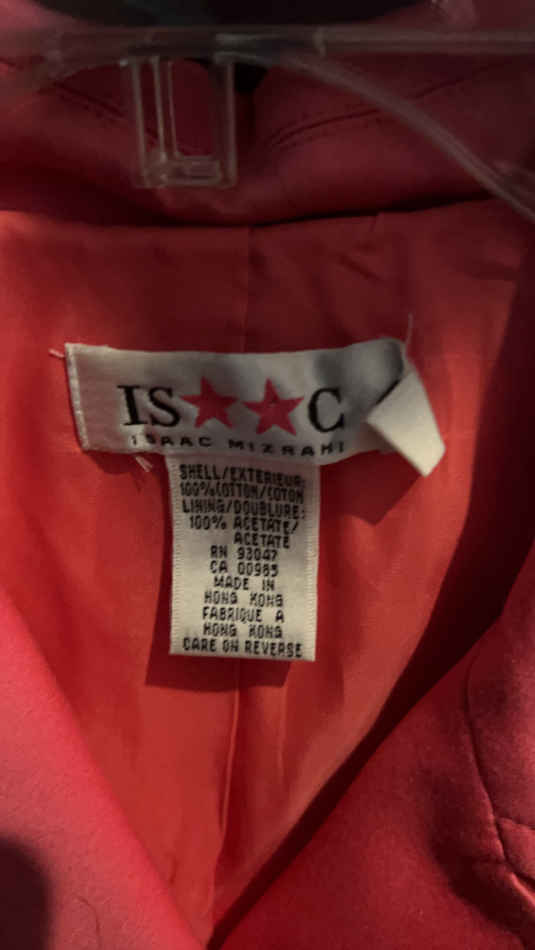 IS★★C
ISAAC MIZRAHI
SHELL/EXTERIEUR:
100%COTTON/COTON
LINING/DOUBLURE:
100% ACETATE/
ACETATE
RN 93047
CA 00985
MADE IN
HONG KONG
FABRIQUE A
HONG KONG
CARE ON REVERSE